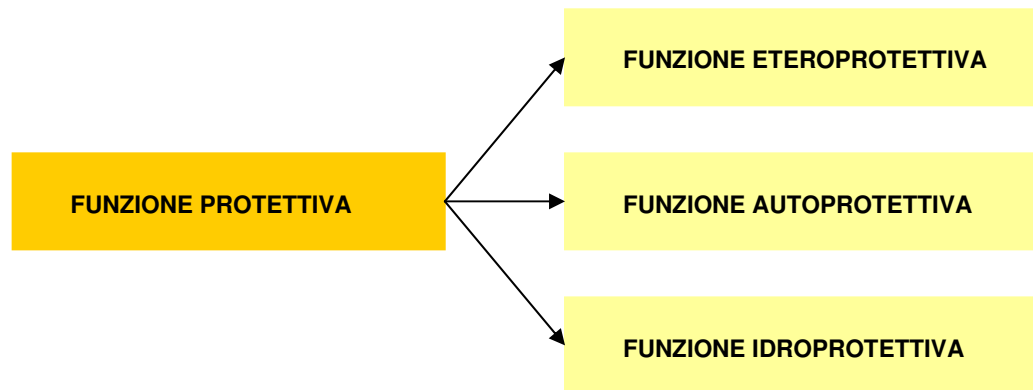 FUNZIONE ETEROPROTETTIVA
FUNZIONE PROTETTIVA
FUNZIONE AUTOPROTETTIVA
FUNZIONE IDROPROTETTIVA